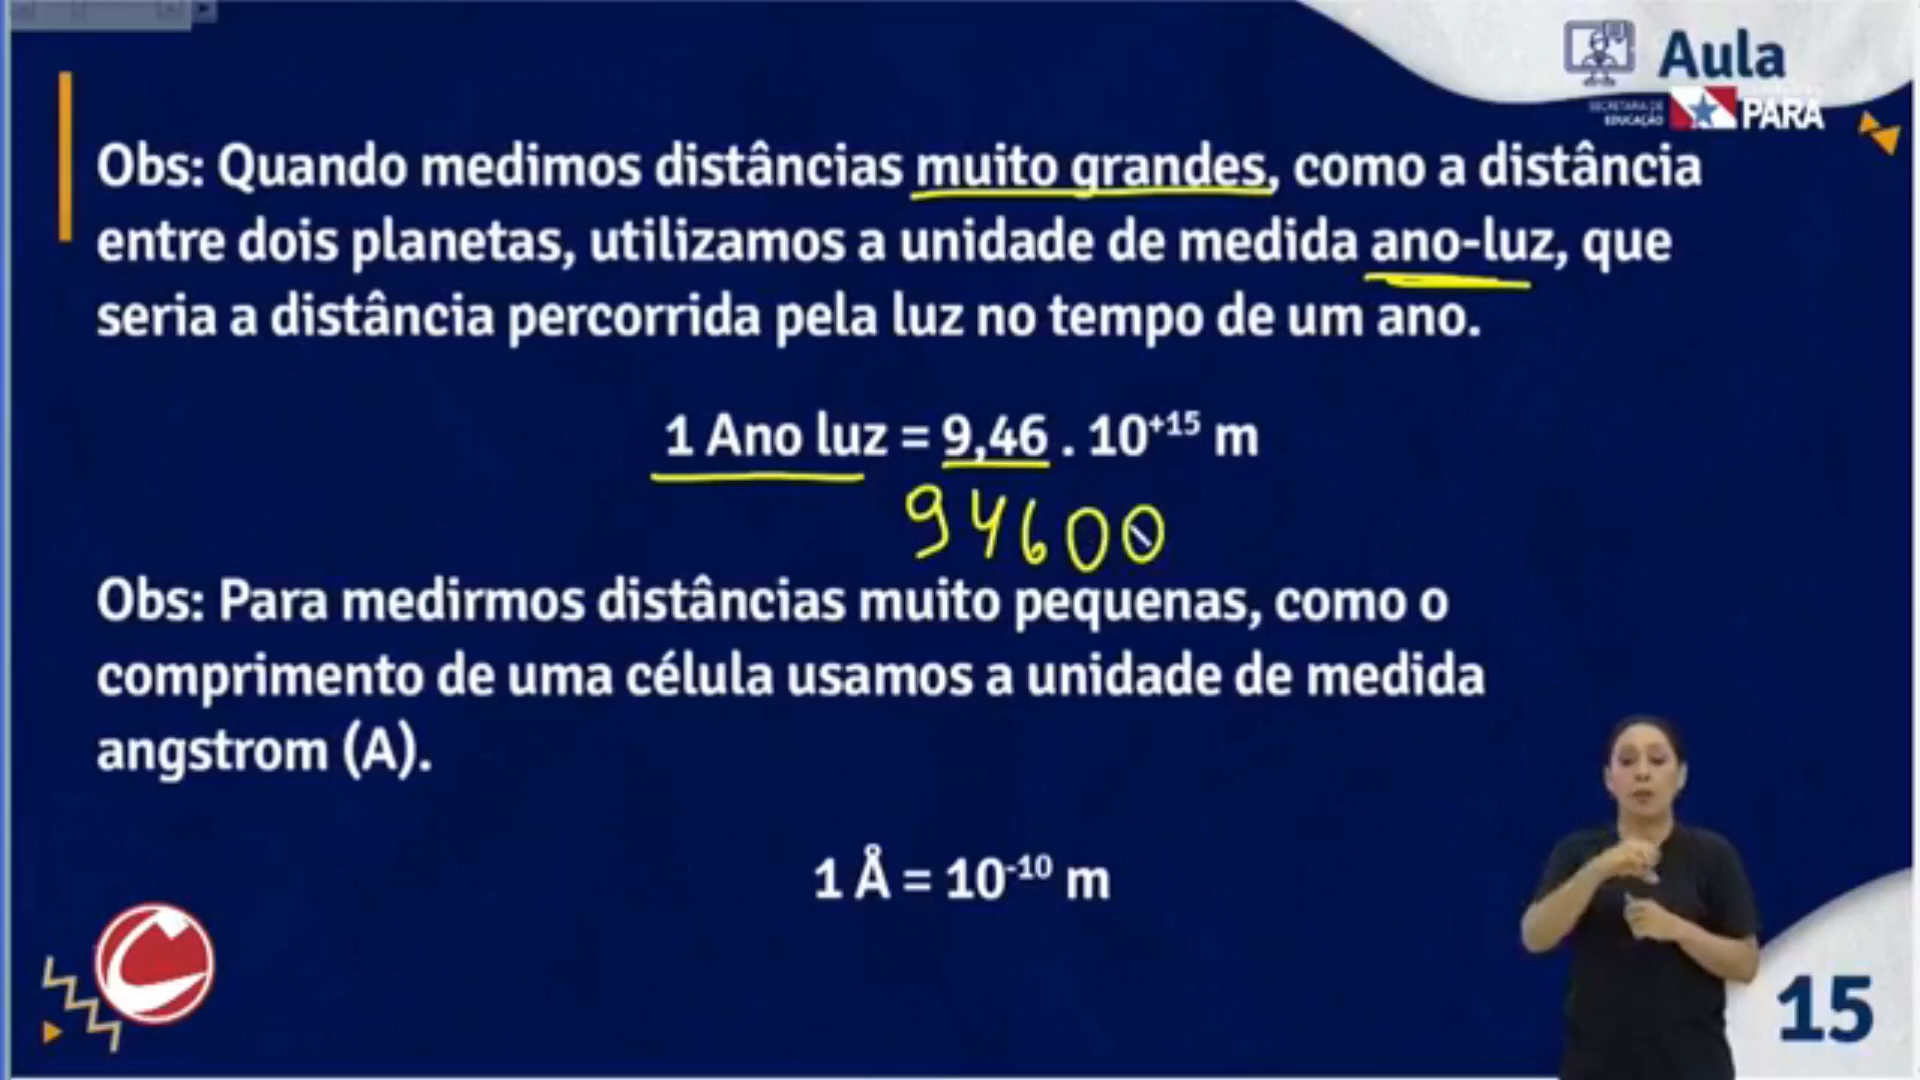 Aula
SECRETARIA DE
EDUCAÇÃO
PARÁ
Obs: Quando medimos distâncias muito grandes, como a distância
entre dois planetas, utilizamos a unidade de medida ano-luz, que
seria a distância percorrida pela luz no tempo de um ano.
1 Ano luz = 9,46 . 10⁺¹⁵ m
94600
Obs: Para medirmos distâncias muito pequenas, como o
comprimento de uma célula usamos a unidade de medida
angstrom (A).
1 Å = 10⁻¹⁰ m
15